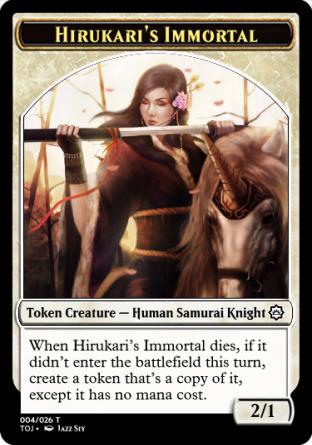 HIRUKARI'S IMMORTAL
Token Creature — Human Samurai Knight
When Hirukari's Immortal dies, if it
didn't enter the battlefield this turn,
create a token that's a copy of it,
except it has no mana cost.
2/1
004/026 T
TOJ • JAZZ SIY